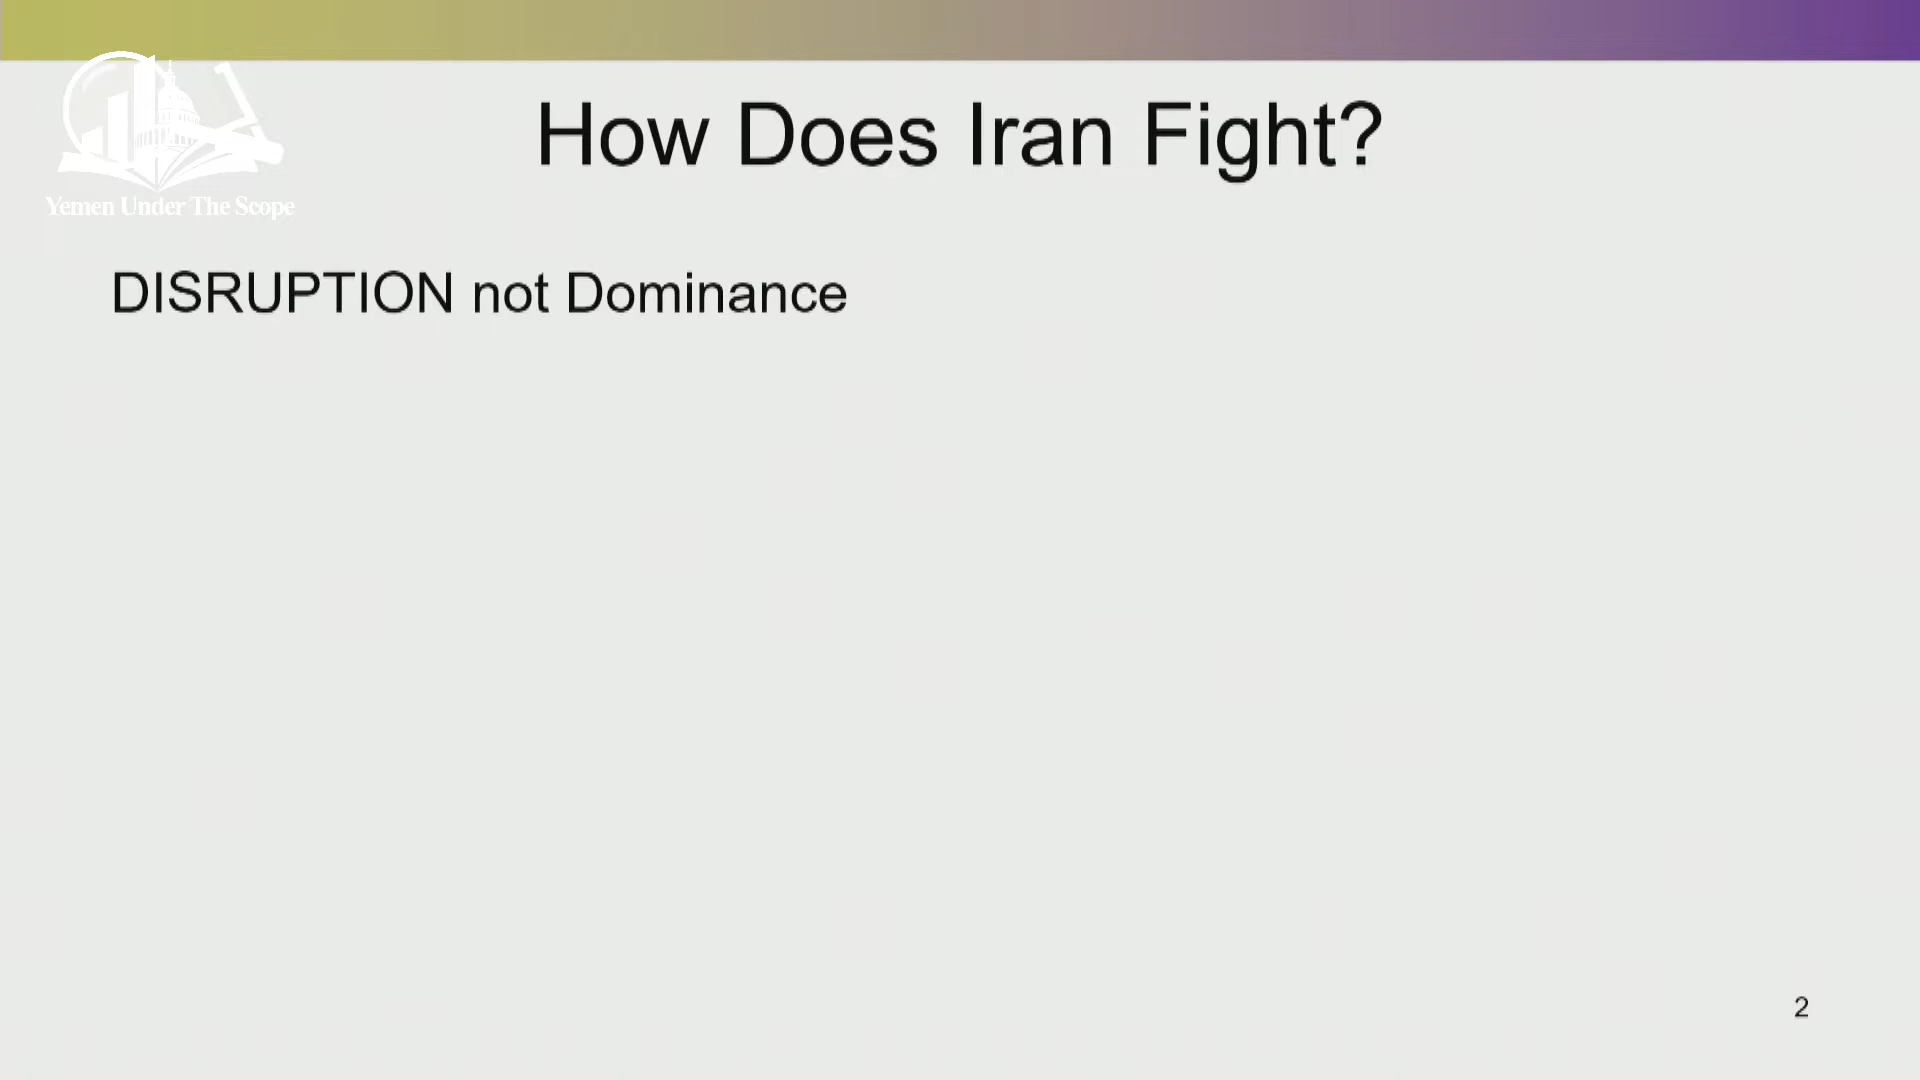 How Does Iran Fight?
Yemen Under The Scope
DISRUPTION not Dominance
2